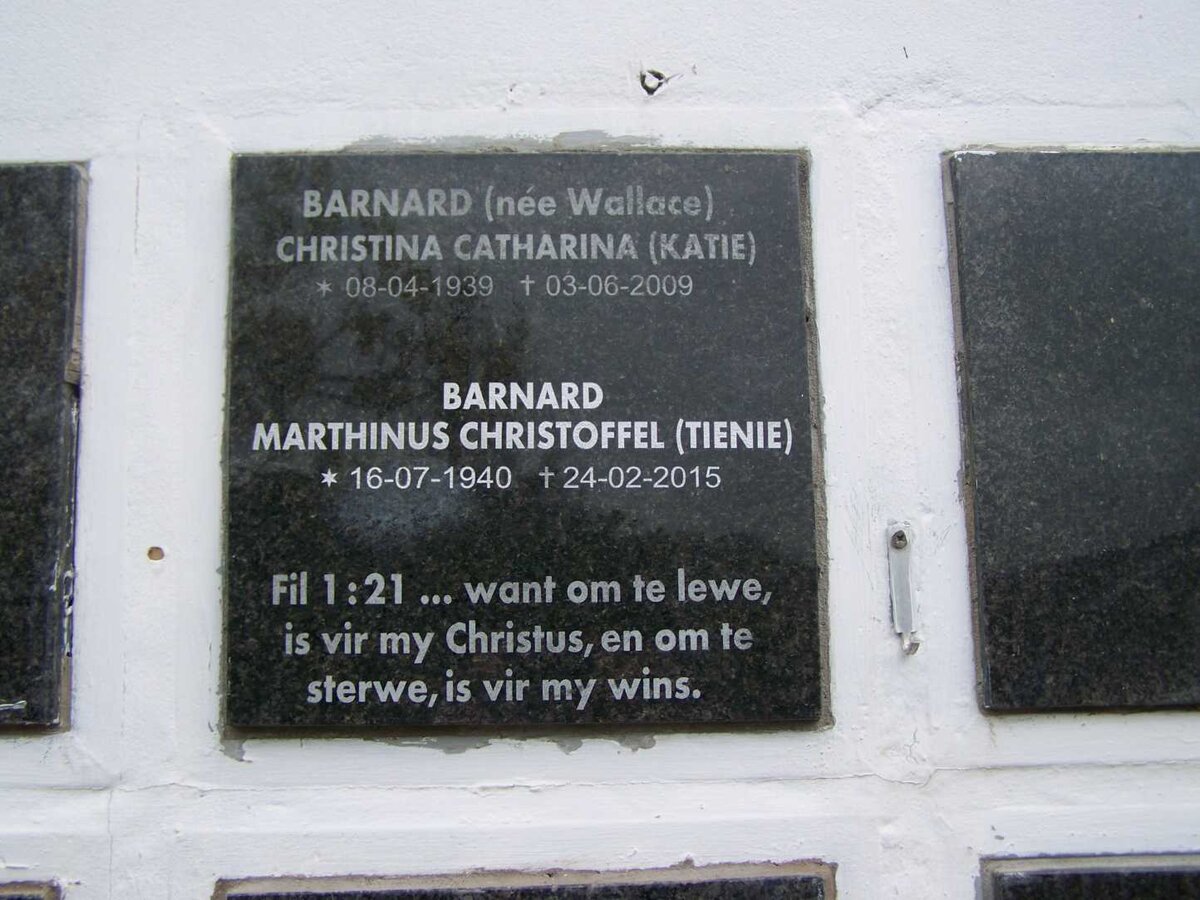 BARNARD (née Wallace)
CHRISTINA CATHARINA (KATIE)
✶ 08-04-1939 † 03-06-2009
BARNARD
MARTHINUS CHRISTOFFEL (TIENIE)
✶ 16-07-1940 † 24-02-2015
Fil 1:21 ... want om te lewe,
is vir my Christus, en om te
sterwe, is vir my wins.